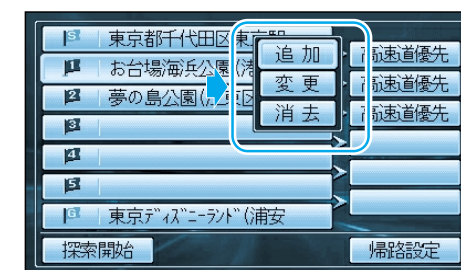 S 東京都千代田区東京駅
追加
高速道優先
1 お台場海浜公園(港
変更
高速道優先
2 夢の島公園(江東区
消去
高速道優先
3
4
5
G 東京ディズニーランド(浦安
探索開始
帰路設定